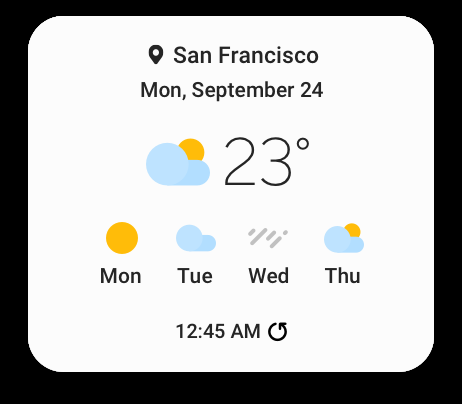 San Francisco
Mon, September 24
23°
Mon Tue Wed Thu
12:45 AM